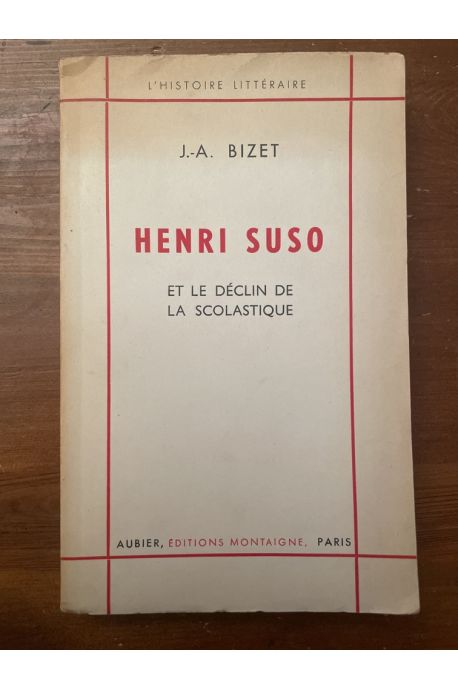 L'HISTOIRE LITTÉRAIRE
J.-A. BIZET
HENRI SUSO
ET LE DÉCLIN DE
LA SCOLASTIQUE
AUBIER, ÉDITIONS MONTAIGNE, PARIS